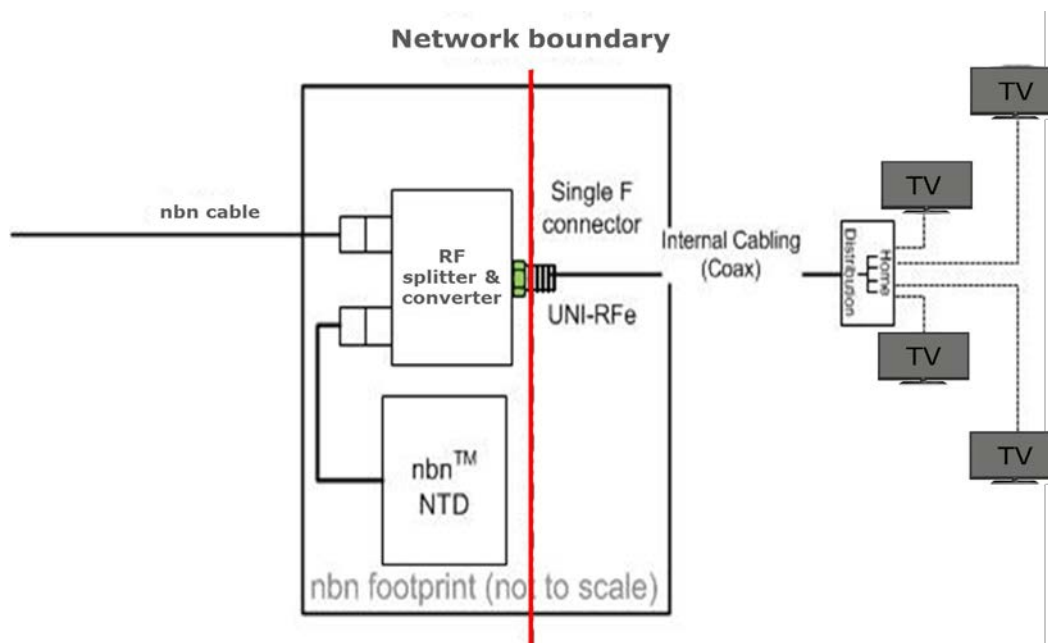 Network boundary
nbn cable
RF
splitter &
converter
Single F
connector
UNI-RFe
Internal Cabling
(Coax)
Home
Distribution
TV
TV
TV
TV
nbn™
NTD
nbn footprint (not to scale)